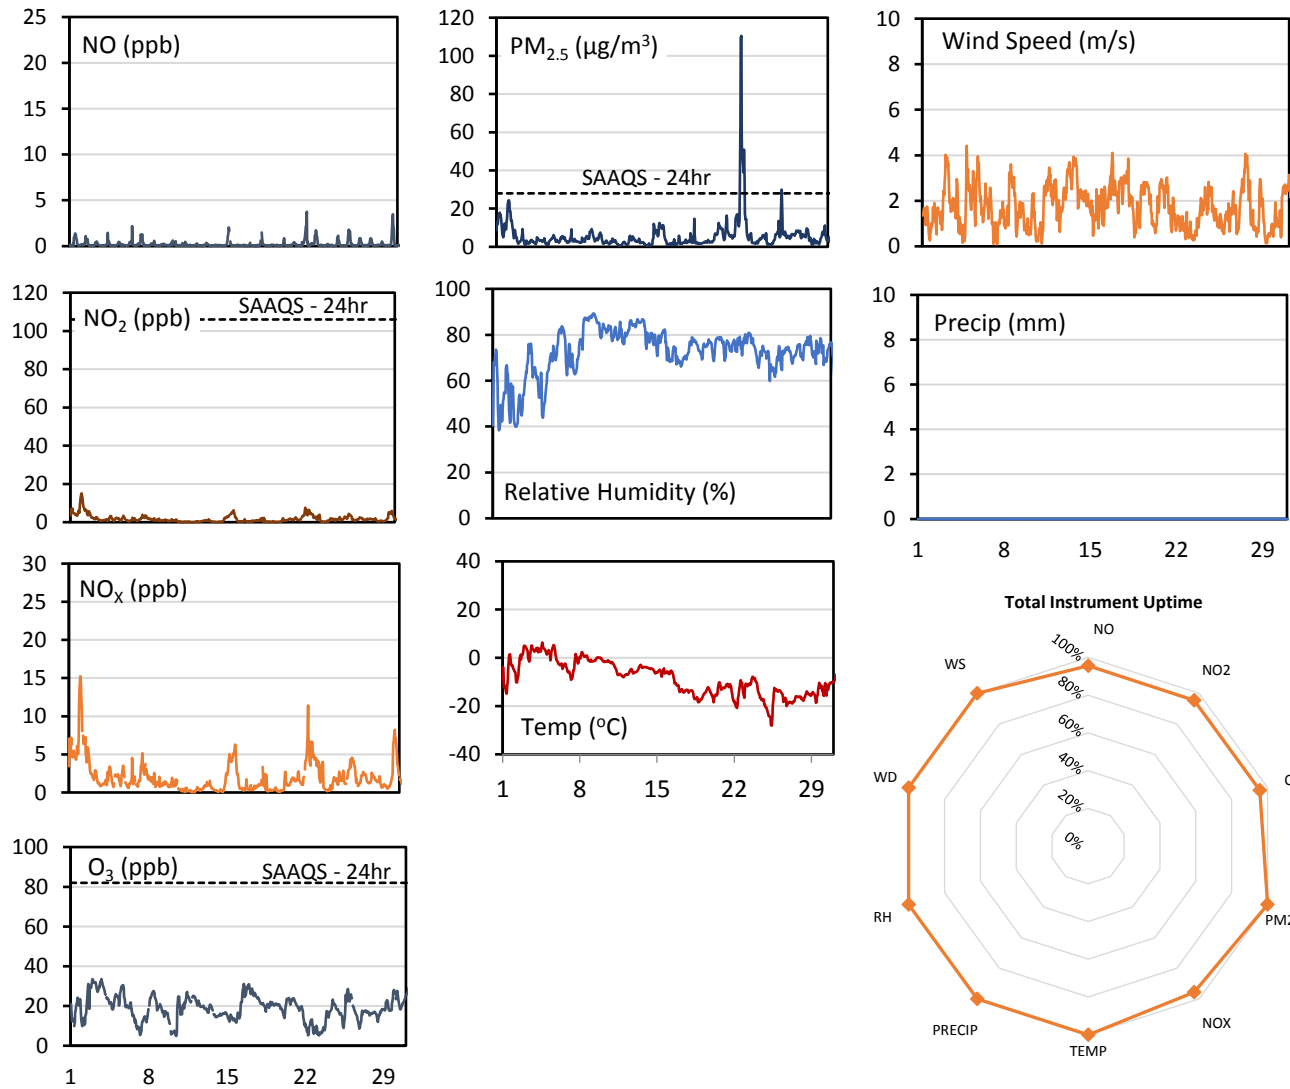 NO (ppb)
25
20
15
10
5
0
PM2.5 (µg/m³)
SAAQS - 24hr
120
100
80
60
40
20
0
Wind Speed (m/s)
10
8
6
4
2
0
NO2 (ppb)
SAAQS - 24hr
120
100
80
60
40
20
0
Relative Humidity (%)
100
80
60
40
20
0
Precip (mm)
10
8
6
4
2
0
1 8 15 22 29
NOX (ppb)
30
25
20
15
10
5
0
Temp (oC)
40
20
0
-20
-40
1 8 15 22 29
O3 (ppb)
SAAQS - 24hr
100
80
60
40
20
0
1 8 15 22 29
Total Instrument Uptime
NO
NO2
PM2
NOX
TEMP
PRECIP
RH
WD
WS
100%
80%
60%
40%
20%
0%